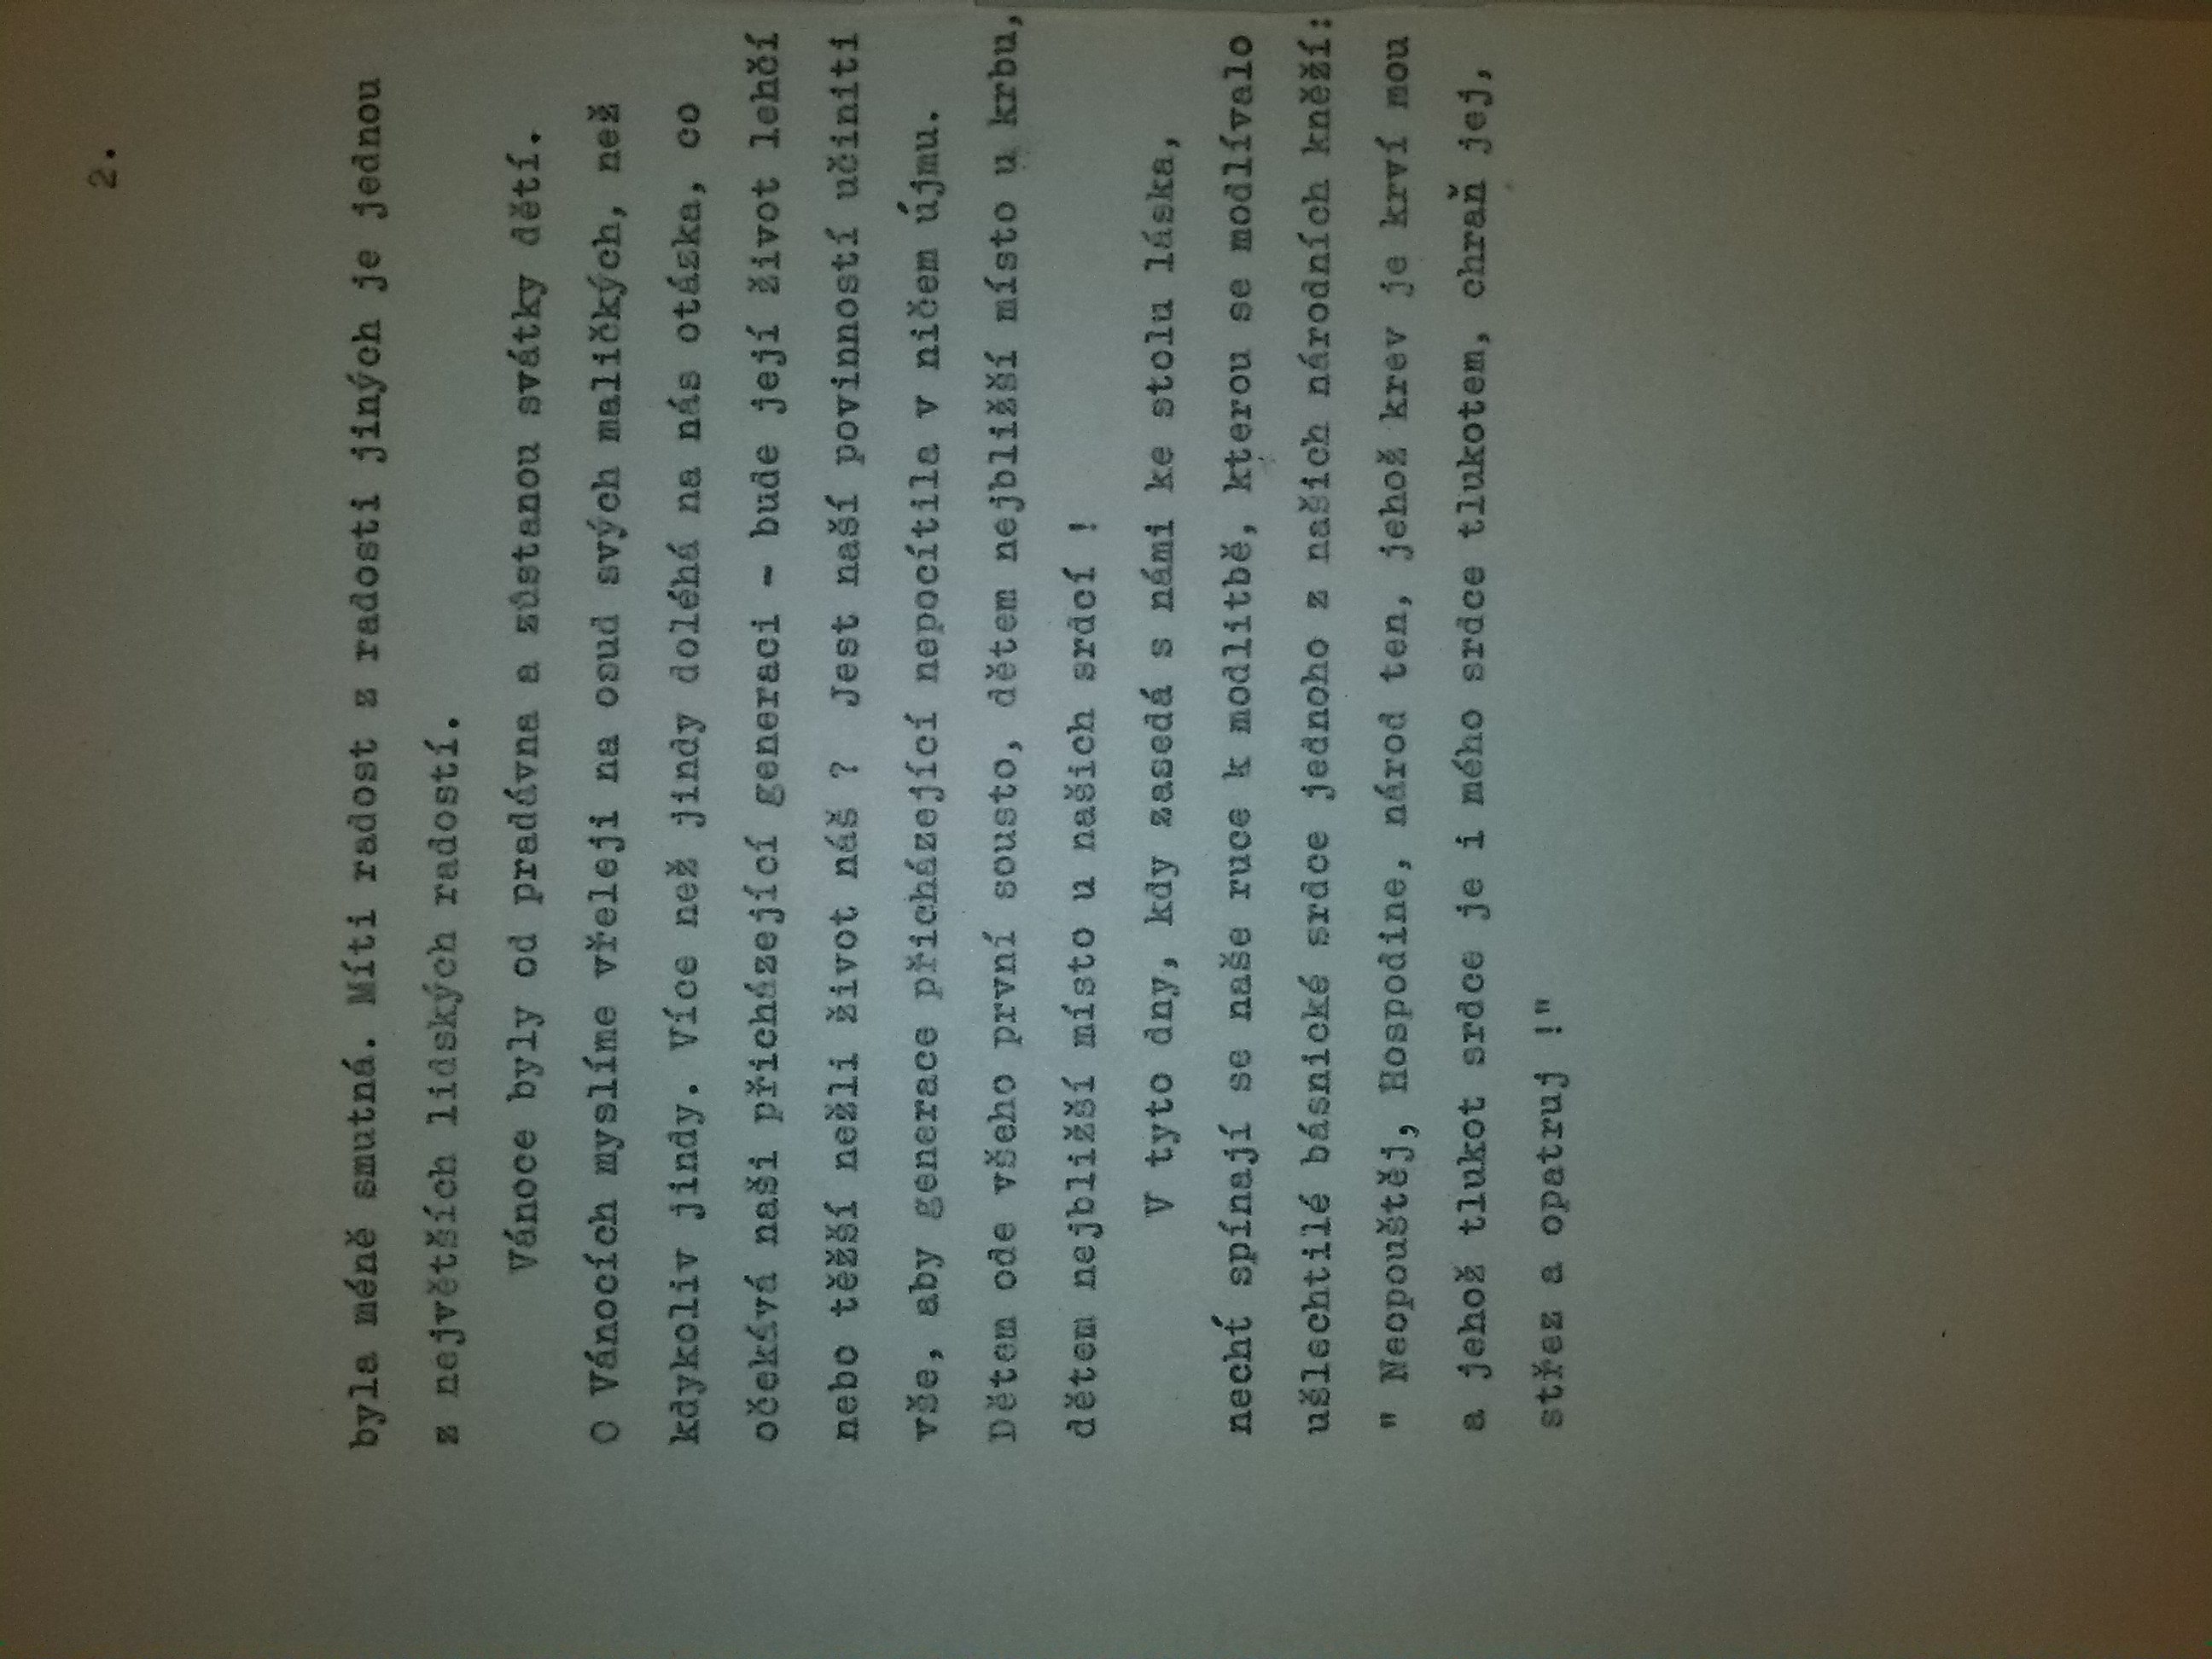 2.
byla méně smutná. Míti radost z radosti jiných je jednou
z největších lidských radostí.
Vánoce byly od pradávna a zůstanou svátky dětí.
O Vánocích myslíme vřeleji na osud svých maličkých, než
kdykoliv jindy. Více než jindy doléhá na nás otázka, co
očekává naši přicházející generaci - bude její život lehčí
nebo těžší nežli život náš ? Jest naší povinností učiniti
vše, aby generace přicházející nepocítila v ničem újmu.
Dětem ode všeho první sousto, dětem nejbližší místo u krbu,
dětem nejbližší místo u našich srdcí !
V tyto dny, kdy zasedá s námi ke stolu láska,
nechť spínají se naše ruce k modlitbě, kterou se modlívalo
ušlechtilé básnické srdce jednoho z našich národních kněží:
" Neopouštěj, Hospodine, národ ten, jehož krev je krví mou
a jehož tlukot srdce je i mého srdce tlukotem, chraň jej,
střez a opatruj !"